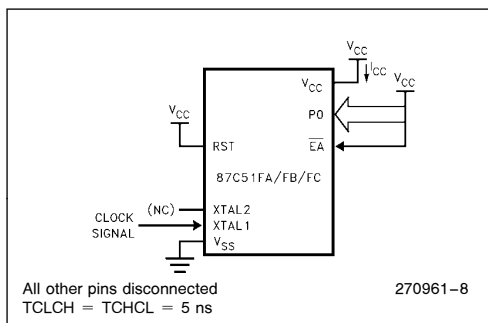 V_CC
I_CC
V_CC
V_CC
P0
V_CC
RST
EA
87C51FA/FB/FC
(NC)
XTAL2
CLOCK
SIGNAL
XTAL1
V_SS
All other pins disconnected
270961–8
TCLCH = TCHCL = 5 ns